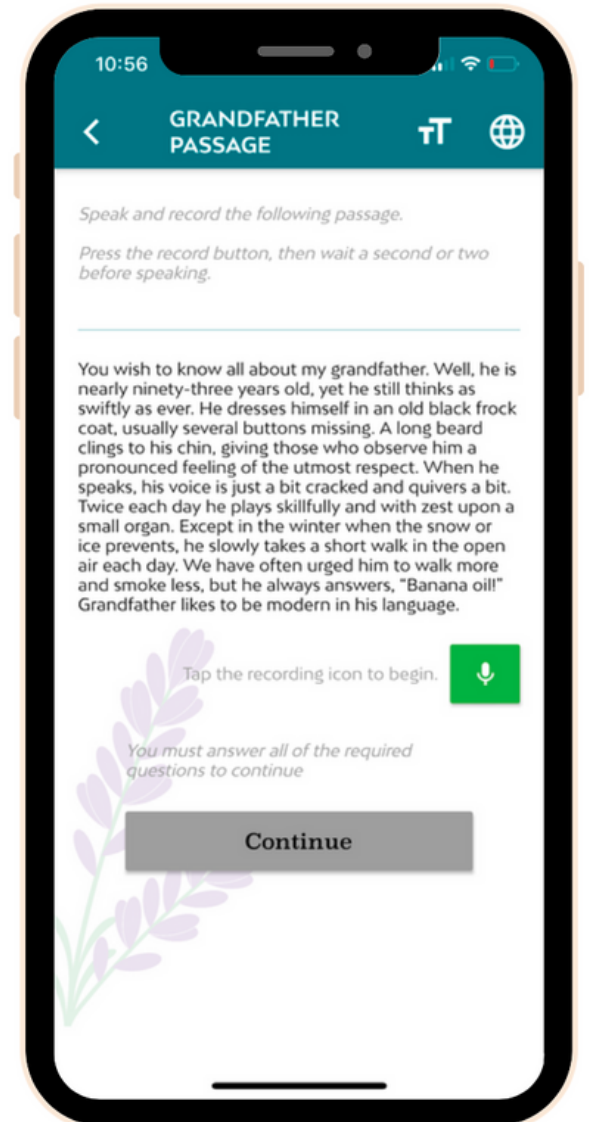 10:56
GRANDFATHER
PASSAGE
Speak and record the following passage.
Press the record button, then wait a second or two
before speaking.
You wish to know all about my grandfather. Well, he is
nearly ninety-three years old, yet he still thinks as
swiftly as ever. He dresses himself in an old black frock
coat, usually several buttons missing. A long beard
clings to his chin, giving those who observe him a
pronounced feeling of the utmost respect. When he
speaks, his voice is just a bit cracked and quivers a bit.
Twice each day he plays skillfully and with zest upon a
small organ. Except in the winter when the snow or
ice prevents, he slowly takes a short walk in the open
air each day. We have often urged him to walk more
and smoke less, but he always answers, “Banana oil!”
Grandfather likes to be modern in his language.
Tap the recording icon to begin.
You must answer all of the required
questions to continue
Continue